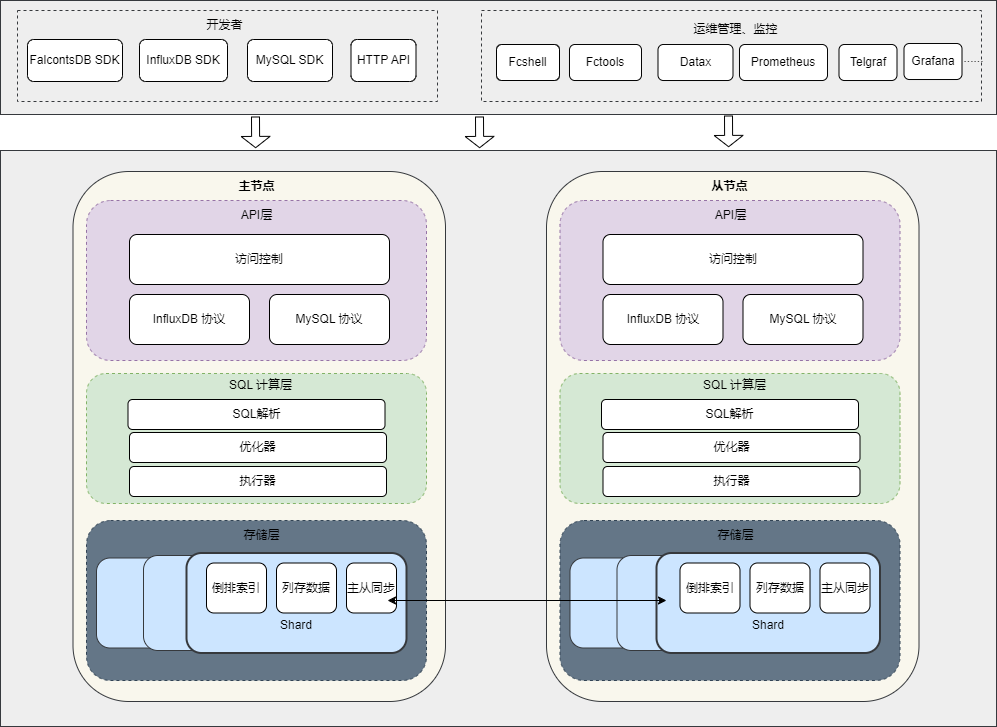 开发者
FalcontsDB SDK
InfluxDB SDK
MySQL SDK
HTTP API
运维管理、监控
Fcshell
Fctools
Datax
Prometheus
Telgraf
Grafana
主节点
API层
访问控制
InfluxDB 协议
MySQL 协议
SQL 计算层
SQL解析
优化器
执行器
存储层
倒排索引
列存数据
主从同步
Shard
从节点
API层
访问控制
InfluxDB 协议
MySQL 协议
SQL 计算层
SQL解析
优化器
执行器
存储层
倒排索引
列存数据
主从同步
Shard